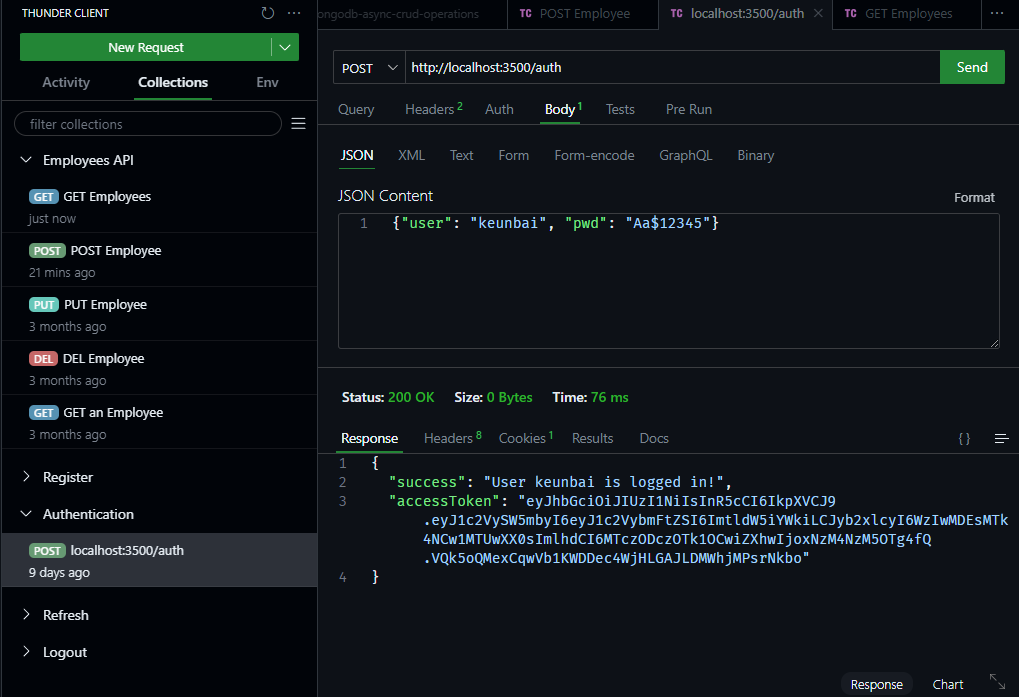 THUNDER CLIENT
ongodb-async-crud-operations
TC POST Employee
TC localhost:3500/auth
TC GET Employees
New Request
Activity
Collections
Env
filter collections
Employees API
GET GET Employees
just now
POST POST Employee
21 mins ago
PUT PUT Employee
3 months ago
DEL DEL Employee
3 months ago
GET GET an Employee
3 months ago
Register
Authentication
POST localhost:3500/auth
9 days ago
Refresh
Logout
POST
http://localhost:3500/auth
Send
Query
Headers 2
Auth
Body 1
Tests
Pre Run
JSON
XML
Text
Form
Form-encode
GraphQL
Binary
JSON Content
Format
1 {"user": "keunbai", "pwd": "Aa$12345"}
Status: 200 OK Size: 0 Bytes Time: 76 ms
Response
Headers 8
Cookies 1
Results
Docs
{ }
1 {
2 "success": "User keunbai is logged in!",
3 "accessToken": "eyJhbGciOiJIUzI1NiIsInR5cCI6IkpXVCJ9
.eyJ1c2VySW5mbyI6eyJ1c2VybmFtZSI6ImtldW5iYWkiLCJyb2xlcyI6WzIwMDEsMTk
4NCw1MTUwXX0sImlhdCI6MTczODczOTk1OCwiZXhwIjoxNzM4NzM5OTg4fQ
.VQk5oQMexCqwVb1KWDDec4WjHLGAJLDMWhjMPsrNkbo"
4 }
Response
Chart